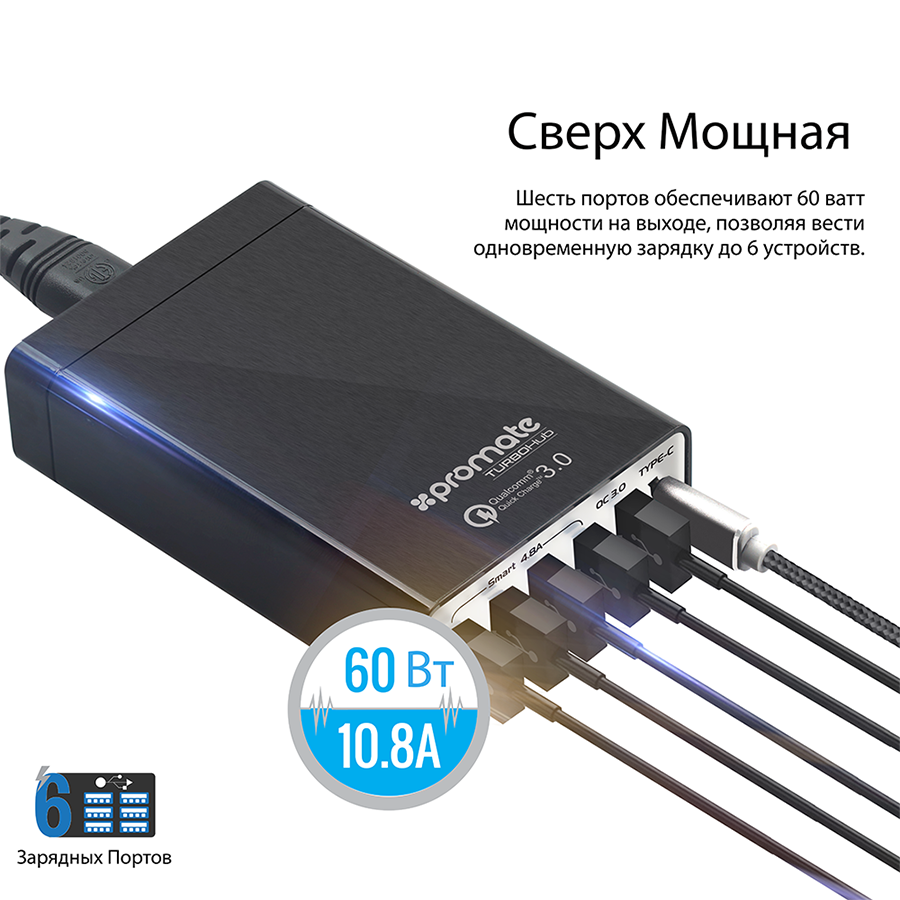 Сверх Мощная
Шесть портов обеспечивают 60 ватт
мощности на выходе, позволяя вести
одновременную зарядку до 6 устройств.
promate
TURBOHUB
Qualcomm®
Quick Charge™ 3.0
Smart 4.8A
QC 3.0
TYPE-C
60 Вт
10.8A
6
Зарядных Портов